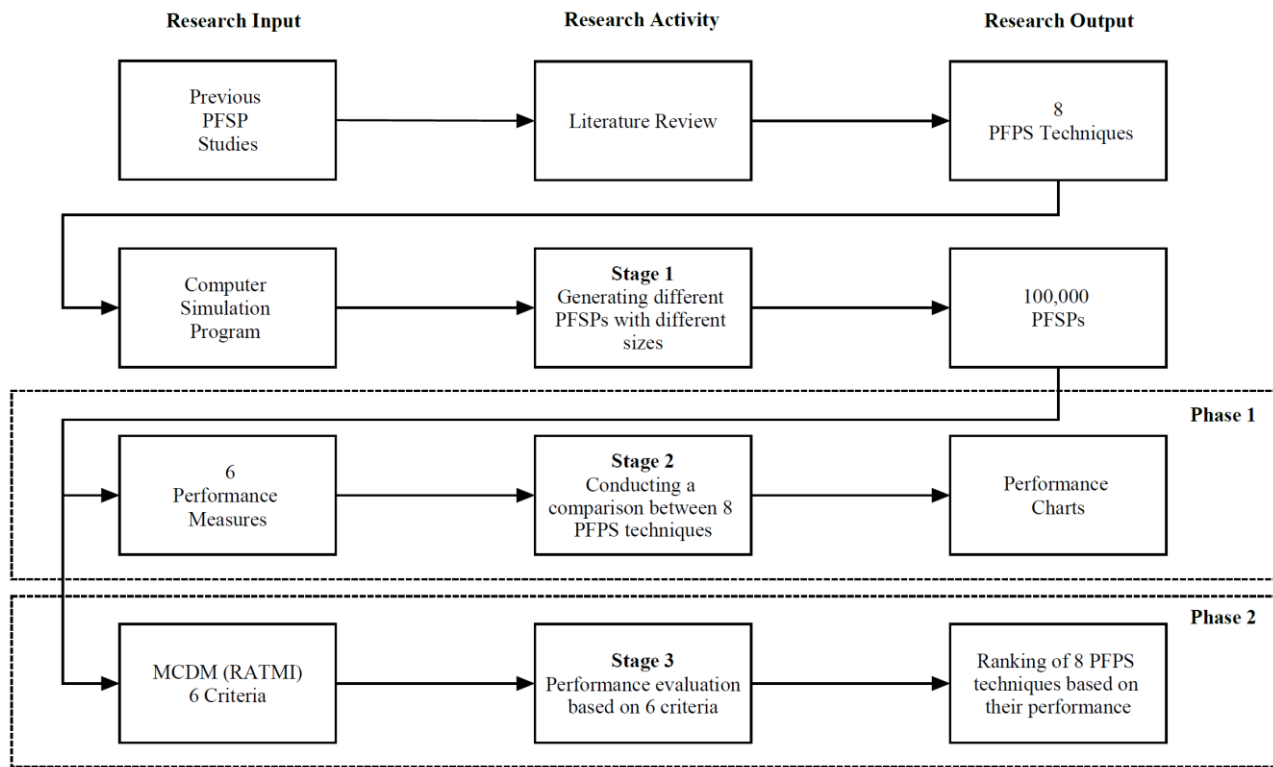 Research Input
Research Activity
Research Output
Previous
PFSP
Studies
Literature Review
8
PFPS Techniques
Computer
Simulation
Program
Stage 1
Generating different
PFSPs with different
sizes
100,000
PFSPs
Phase 1
6
Performance
Measures
Stage 2
Conducting a
comparison between 8
PFPS techniques
Performance
Charts
Phase 2
MCDM (RATMI)
6 Criteria
Stage 3
Performance evaluation
based on 6 criteria
Ranking of 8 PFPS
techniques based on
their performance